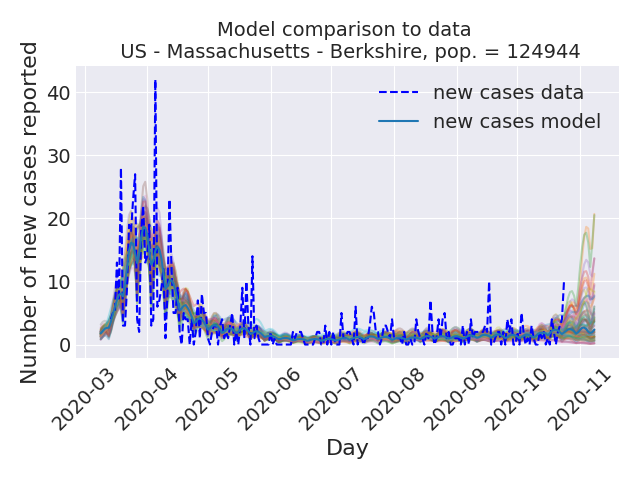 Model comparison to data
US - Massachusetts - Berkshire, pop. = 124944
Number of new cases reported
40
30
20
10
0
new cases data
new cases model
2020-03
2020-04
2020-05
2020-06
2020-07
2020-08
2020-09
2020-10
2020-11
Day